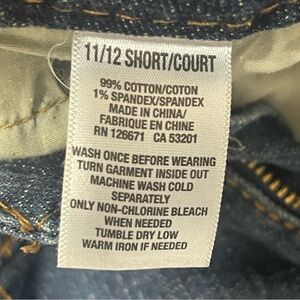 11/12 SHORT/COURT
99% COTTON/COTON
1% SPANDEX/SPANDEX
MADE IN CHINA/
FABRIQUE EN CHINE
RN 126671 CA 53201
WASH ONCE BEFORE WEARING
TURN GARMENT INSIDE OUT
MACHINE WASH COLD
SEPARATELY
ONLY NON-CHLORINE BLEACH
WHEN NEEDED
TUMBLE DRY LOW
WARM IRON IF NEEDED